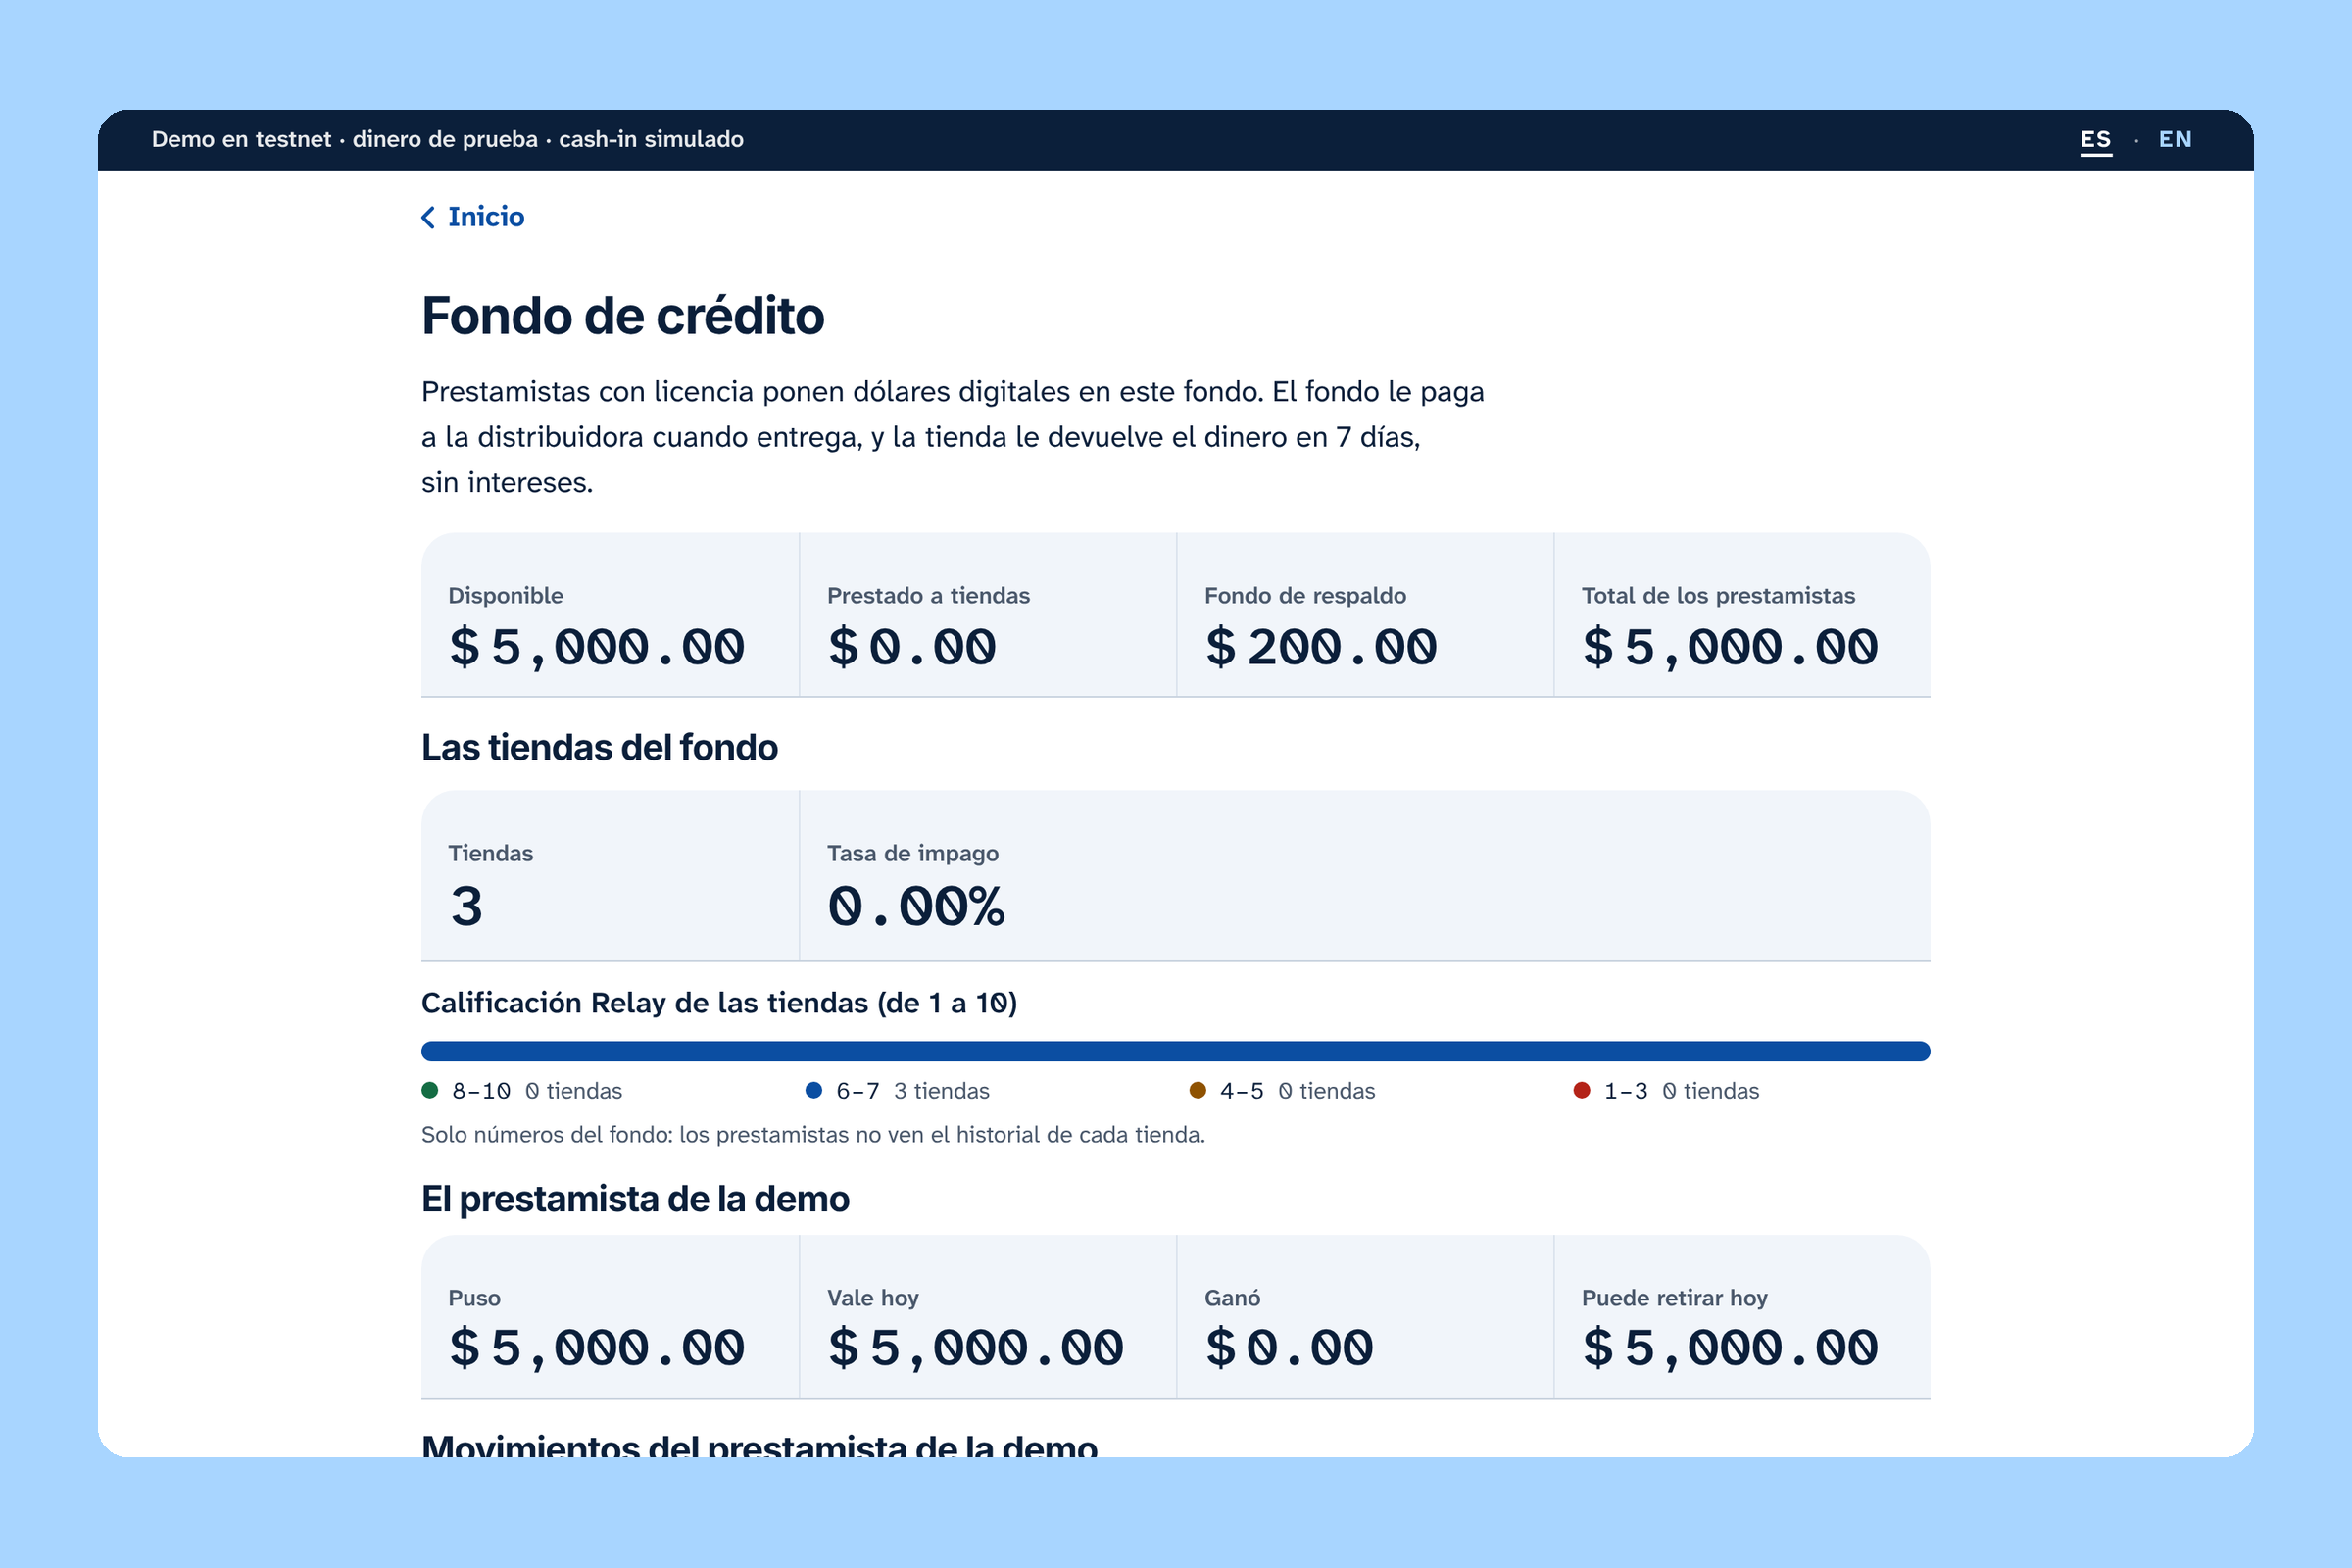 Demo en testnet · dinero de prueba · cash-in simulado
ES · EN
Inicio
Fondo de crédito
Prestamistas con licencia ponen dólares digitales en este fondo. El fondo le paga
a la distribuidora cuando entrega, y la tienda le devuelve el dinero en 7 días,
sin intereses.
Disponible
$5,000.00
Prestado a tiendas
$0.00
Fondo de respaldo
$200.00
Total de los prestamistas
$5,000.00
Las tiendas del fondo
Tiendas
3
Tasa de impago
0.00%
Calificación Relay de las tiendas (de 1 a 10)
8–10 0 tiendas
6–7 3 tiendas
4–5 0 tiendas
1–3 0 tiendas
Solo números del fondo: los prestamistas no ven el historial de cada tienda.
El prestamista de la demo
Puso
$5,000.00
Vale hoy
$5,000.00
Ganó
$0.00
Puede retirar hoy
$5,000.00
Movimientos del prestamista de la demo